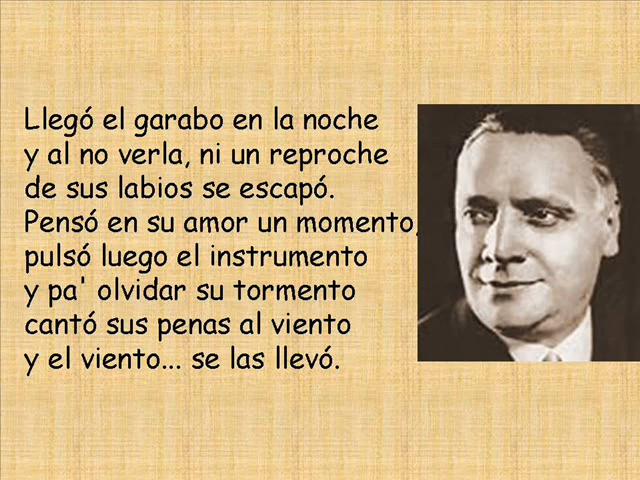 Llegó el garabo en la noche
y al no verla, ni un reproche
de sus labios se escapó.
Pensó en su amor un momento,
pulsó luego el instrumento
y pa' olvidar su tormento
cantó sus penas al viento
y el viento... se las llevó.